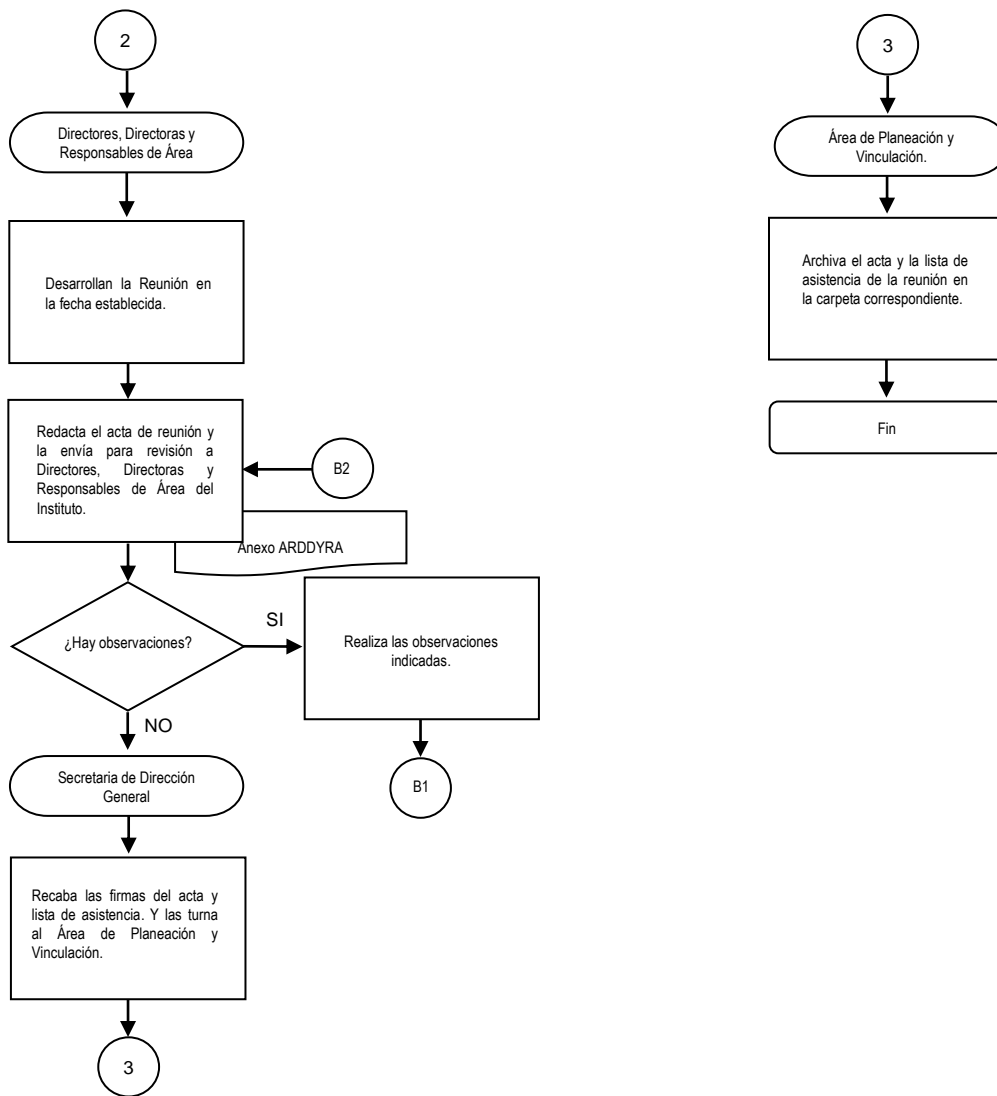 2
Directores, Directoras y
Responsables de Área
Desarrollan la Reunión en
la fecha establecida.
Redacta el acta de reunión y
la envía para revisión a
Directores, Directoras y
Responsables de Área del
Instituto.
B2
Anexo ARDDYRA
¿Hay observaciones?
SI
Realiza las observaciones
indicadas.
B1
NO
Secretaria de Dirección
General
Recaba las firmas del acta y
lista de asistencia. Y las turna
al Área de Planeación y
Vinculación.
3
3
Área de Planeación y
Vinculación.
Archiva el acta y la lista de
asistencia de la reunión en
la carpeta correspondiente.
Fin